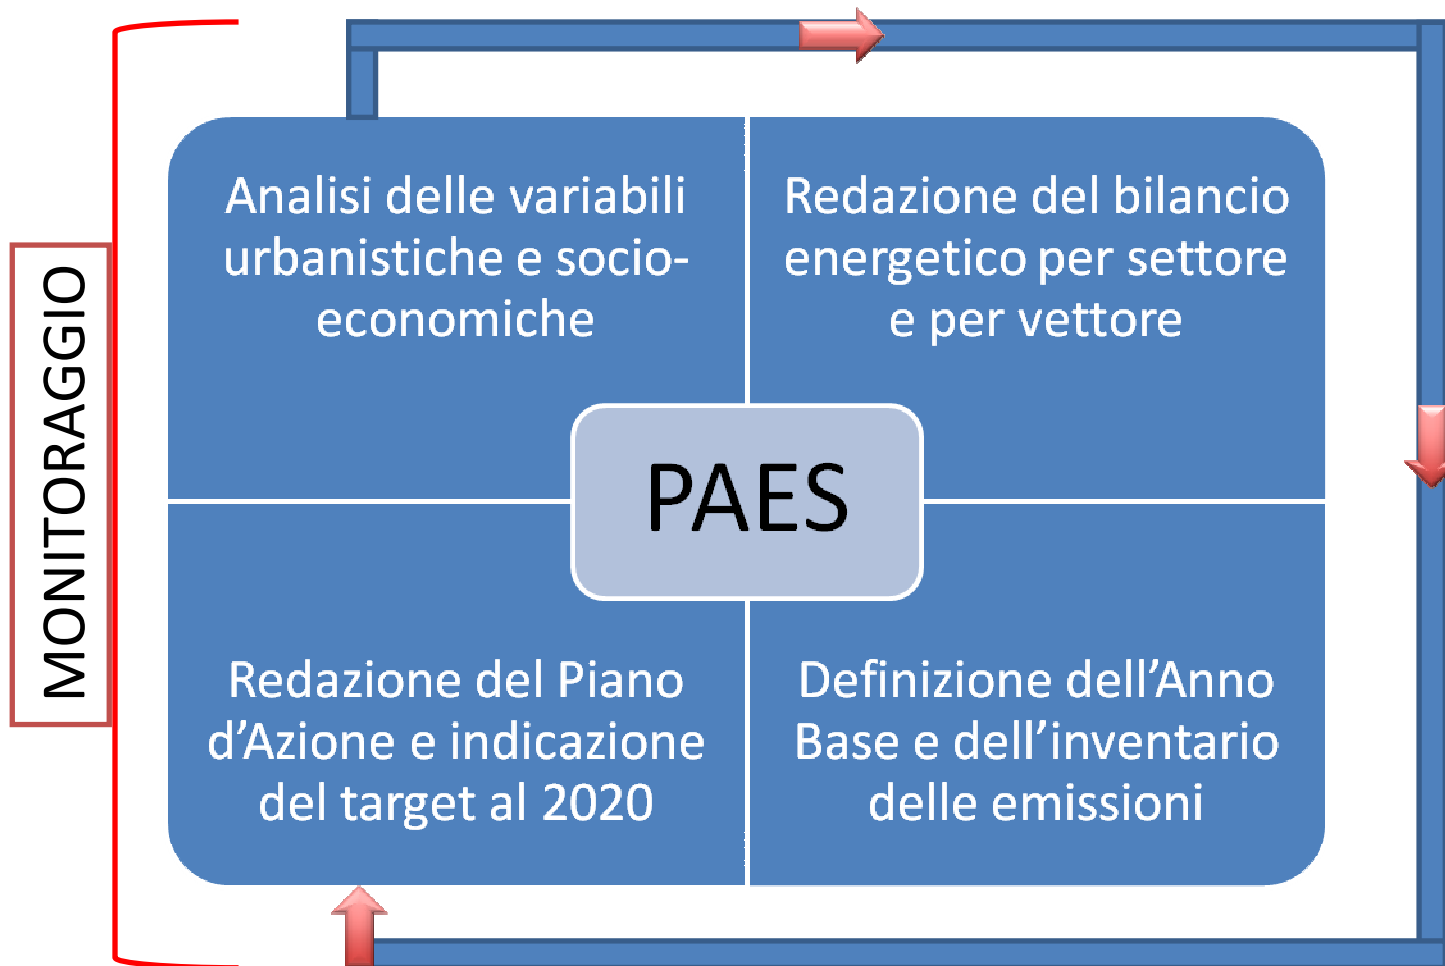 MONITORAGGIO
Analisi delle variabili
urbanistiche e socio-
economiche
Redazione del bilancio
energetico per settore
e per vettore
PAES
Redazione del Piano
d’Azione e indicazione
del target al 2020
Definizione dell’Anno
Base e dell’inventario
delle emissioni